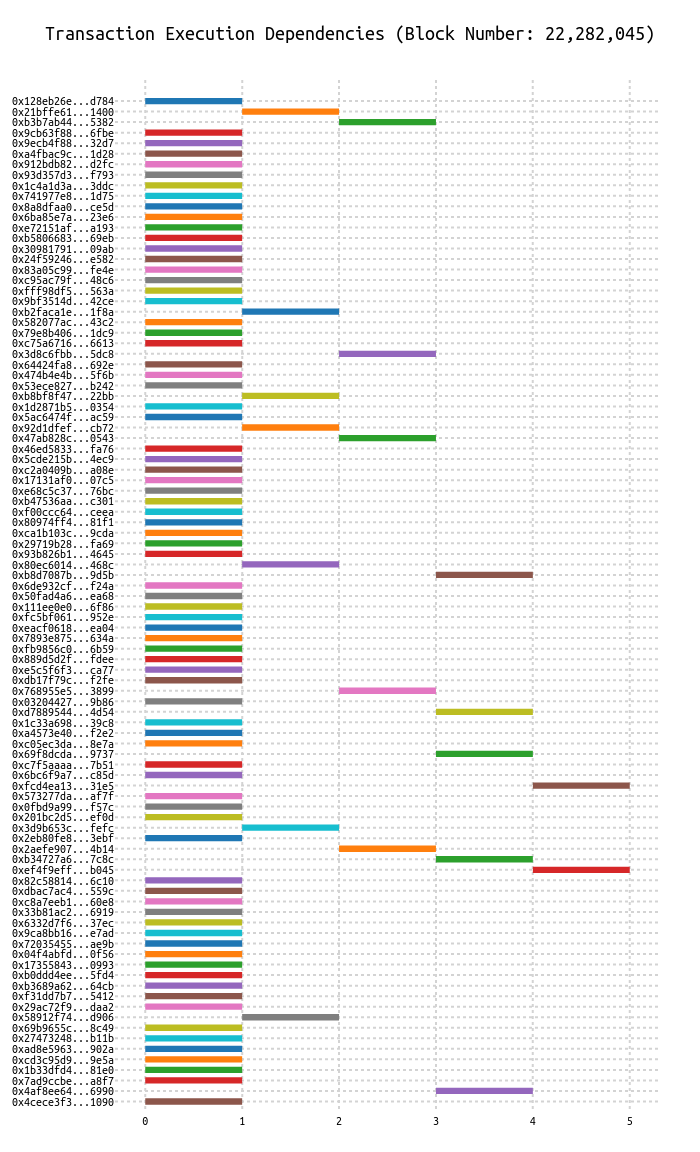 Transaction Execution Dependencies (Block Number: 22,282,045)
0x128eb26e...d784
0x21bffe61...1400
0xb3b7ab44...5382
0x9cb63f88...6fbe
0x9ecb4f88...32d7
0xa4fbac9c...1d28
0x912bdb82...d2fc
0x93d357d3...f793
0x1c4a1d3a...3ddc
0x741977e8...1d75
0x8a8dfaa0...ce5d
0x6ba85e7a...23e6
0xe72151af...a193
0xb5806683...69eb
0x30981791...09ab
0x24f59246...e582
0x83a05c99...fe4e
0xc95ac79f...48c6
0xfff98df5...563a
0x9bf3514d...42ce
0xb2faca1e...1f8a
0x582077ac...43c2
0x79e8b406...1dc9
0xc75a6716...6613
0x3d8c6fbb...5dc8
0x64424fa8...692e
0x474b4e4b...5f6b
0x53ece827...b242
0xb8bf8f47...22bb
0x1d2871b5...0354
0x5ac6474f...ac59
0x92d1dfef...cb72
0x47ab828c...0543
0x46ed5833...fa76
0x5cde215b...4ec9
0xc2a0409b...a08e
0x17131af0...07c5
0xe68c5c37...76bc
0xb47536aa...c301
0xf00ccc64...ceea
0x80974ff4...81f1
0xca1b103c...9cda
0x29719b28...fa69
0x93b826b1...4645
0x80ec6014...468c
0xb8d7087b...9d5b
0x6de932cf...f24a
0x50fad4a6...ea68
0x111ee0e0...6f86
0xfc5bf061...952e
0xeacf0618...ea04
0x7893e875...634a
0xfb9856c0...6b59
0x889d5d2f...fdee
0xe5c5f6f3...ca77
0xdb17f79c...f2fe
0x768955e5...3899
0x03204427...9b86
0xd7889544...4d54
0x1c33a698...39c8
0xa4573e40...f2e2
0xc05ec3da...8e7a
0x69f8dcda...9737
0xc7f5aaaa...7b51
0x6bc6f9a7...c85d
0xfcd4ea13...31e5
0x573277da...af7f
0x0fbd9a99...f57c
0x201bc2d5...ef0d
0x3d9b653c...fefc
0x2eb80fe8...3ebf
0x2aefe907...4b14
0xb34727a6...7c8c
0xef4f9eff...b045
0x82c58814...6c10
0xdbac7ac4...559c
0xc8a7eeb1...60e8
0x33b81ac2...6919
0x6332d7f6...37ec
0x9ca8bb16...e7ad
0x72035455...ae9b
0x04f4abfd...0f56
0x17355843...0993
0xb0ddd4ee...5fd4
0xb3689a62...64cb
0xf31dd7b7...5412
0x29ac72f9...daa2
0x58912f74...d906
0x69b9655c...8c49
0x27473248...b11b
0xad8e5963...902a
0xcd3c95d9...9e5a
0x1b33dfd4...81e0
0x7ad9ccbe...a8f7
0x4af8ee64...6990
0x4cece3f3...1090
0 1 2 3 4 5